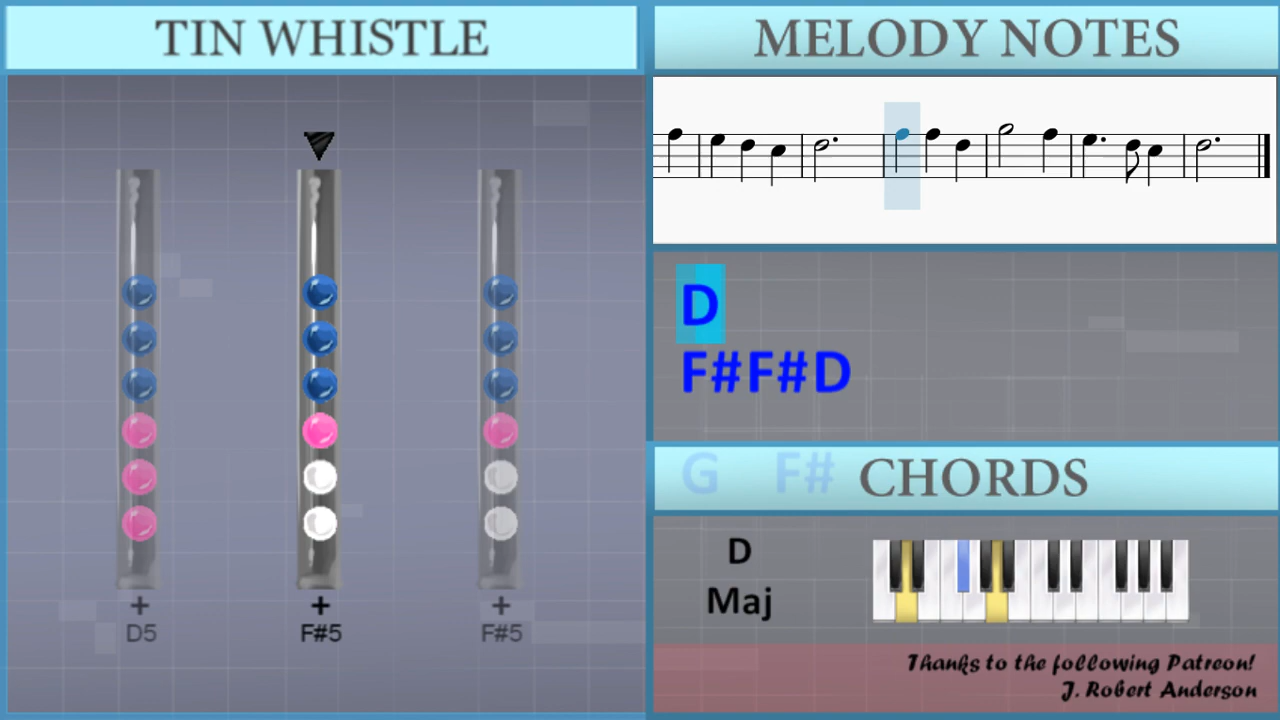 TIN WHISTLE
+
D5
+
F#5
+
F#5
MELODY NOTES
D
F#F#D
G F#
CHORDS
D
Maj
Thanks to the following Patreon!
J. Robert Anderson